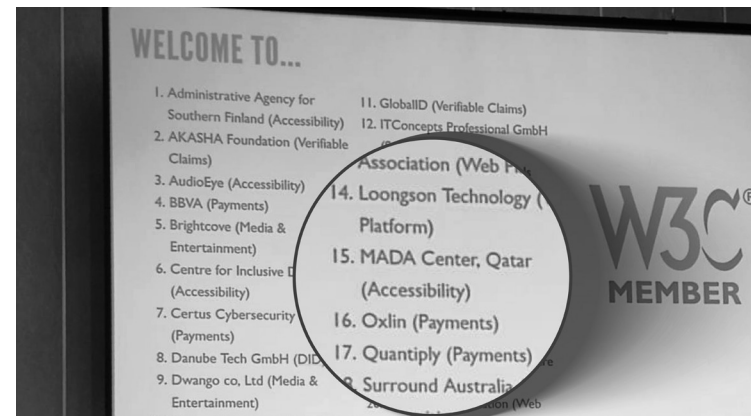 WELCOME TO...
1. Administrative Agency for
Southern Finland (Accessibility)
2. AKASHA Foundation (Verifiable
Claims)
3. AudioEye (Accessibility)
4. BBVA (Payments)
5. Brightcove (Media &
Entertainment)
6. Centre for Inclusive
(Accessibility)
7. Certus Cybersecurity
(Payments)
8. Danube Tech GmbH (DID
9. Dwango co, Ltd (Media &
Entertainment)
11. GlobalID (Verifiable Claims)
12. ITConcepts Professional GmbH
Association (Web
14. Loongson Technology (
Platform)
15. MADA Center, Qatar
(Accessibility)
16. Oxlin (Payments)
17. Quantiply (Payments)
Surround Australia
(Web
W3C®
MEMBER